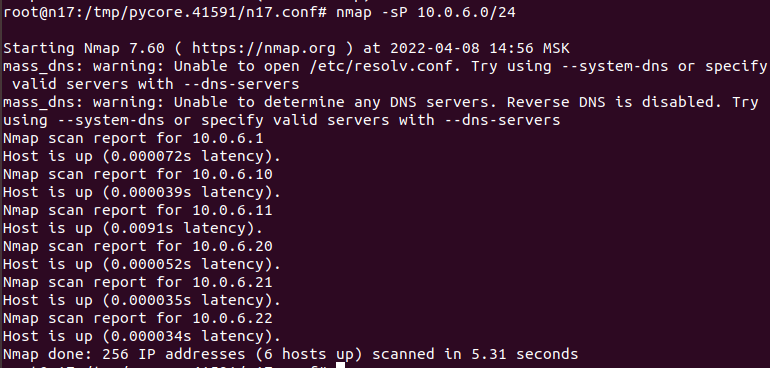 root@n17:/tmp/pycore.41591/n17.conf# nmap -sP 10.0.6.0/24
Starting Nmap 7.60 ( https://nmap.org ) at 2022-04-08 14:56 MSK
mass_dns: warning: Unable to open /etc/resolv.conf. Try using --system-dns or specify
 valid servers with --dns-servers
mass_dns: warning: Unable to determine any DNS servers. Reverse DNS is disabled. Try
using --system-dns or specify valid servers with --dns-servers
Nmap scan report for 10.0.6.1
Host is up (0.000072s latency).
Nmap scan report for 10.0.6.10
Host is up (0.000039s latency).
Nmap scan report for 10.0.6.11
Host is up (0.0091s latency).
Nmap scan report for 10.0.6.20
Host is up (0.000052s latency).
Nmap scan report for 10.0.6.21
Host is up (0.000035s latency).
Nmap scan report for 10.0.6.22
Host is up (0.000034s latency).
Nmap done: 256 IP addresses (6 hosts up) scanned in 5.31 seconds